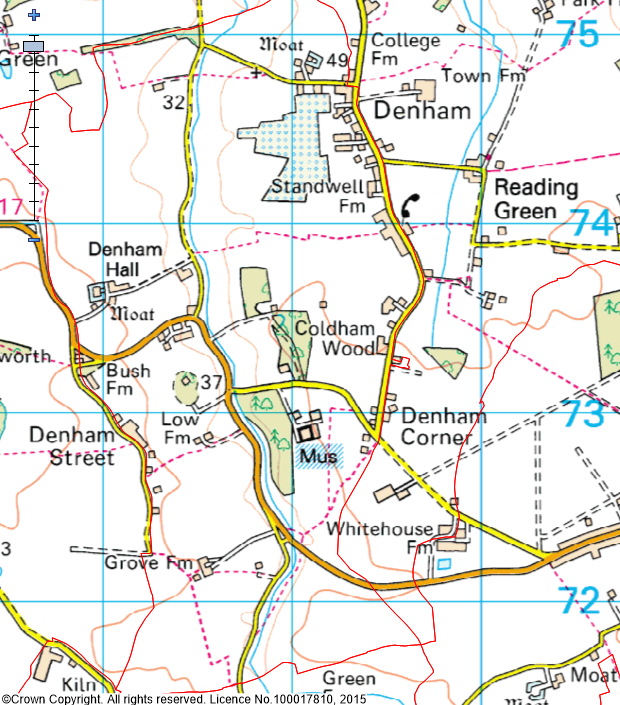 75
Park H
Moat
College
Fm
Green
49
Town Fm
32
Denham
Standwell
Fm
Reading
Green
17
74
Denham
Hall
Moat
Coldham
Wood
worth
Bush
Fm
37
73
Low
Fm
Denham
Corner
Denham
Street
Mus
Whitehouse
Fm
3
Grove Fm
72
Kiln
Green
F
Moat
Moat
©Crown Copyright. All rights reserved. Licence No.100017810, 2015